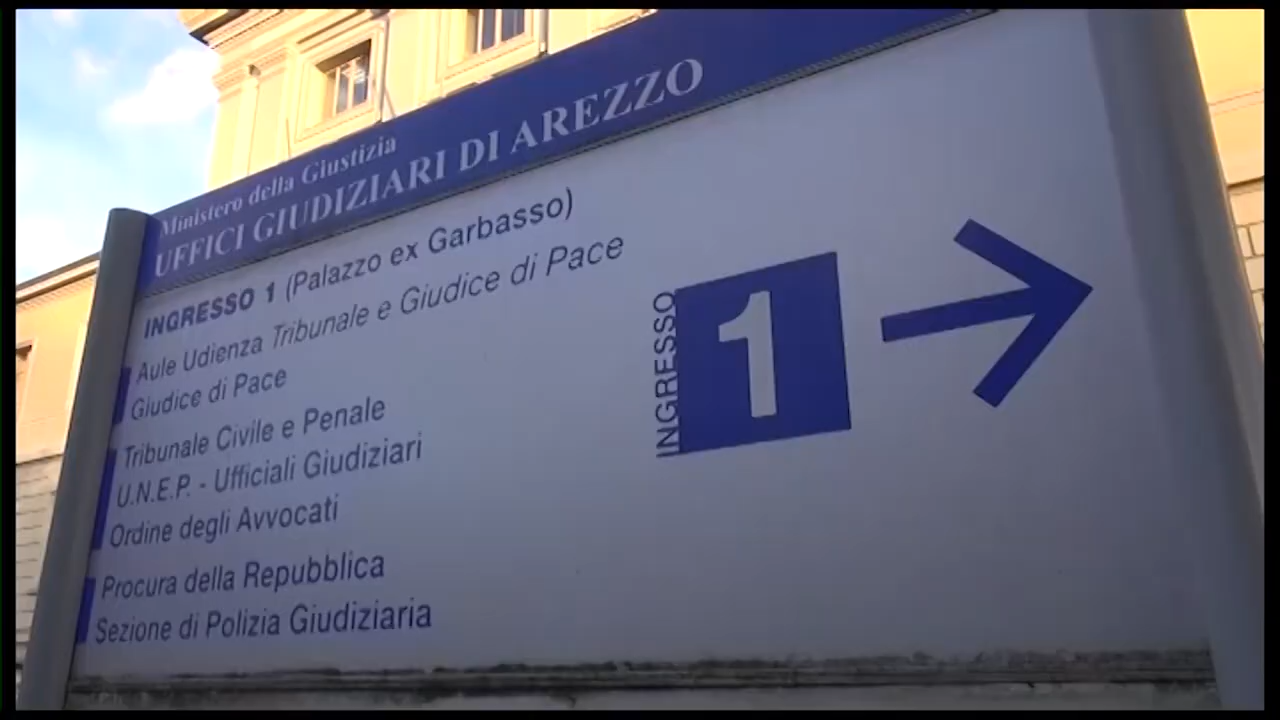 Ministero della Giustizia
UFFICI GIUDIZIARI DI AREZZO
INGRESSO 1 (Palazzo ex Garbasso)
Aule Udienza Tribunale e Giudice di Pace
Giudice di Pace
Tribunale Civile e Penale
U.N.E.P. - Ufficiali Giudiziari
Ordine degli Avvocati
Procura della Repubblica
Sezione di Polizia Giudiziaria
INGRESSO
1